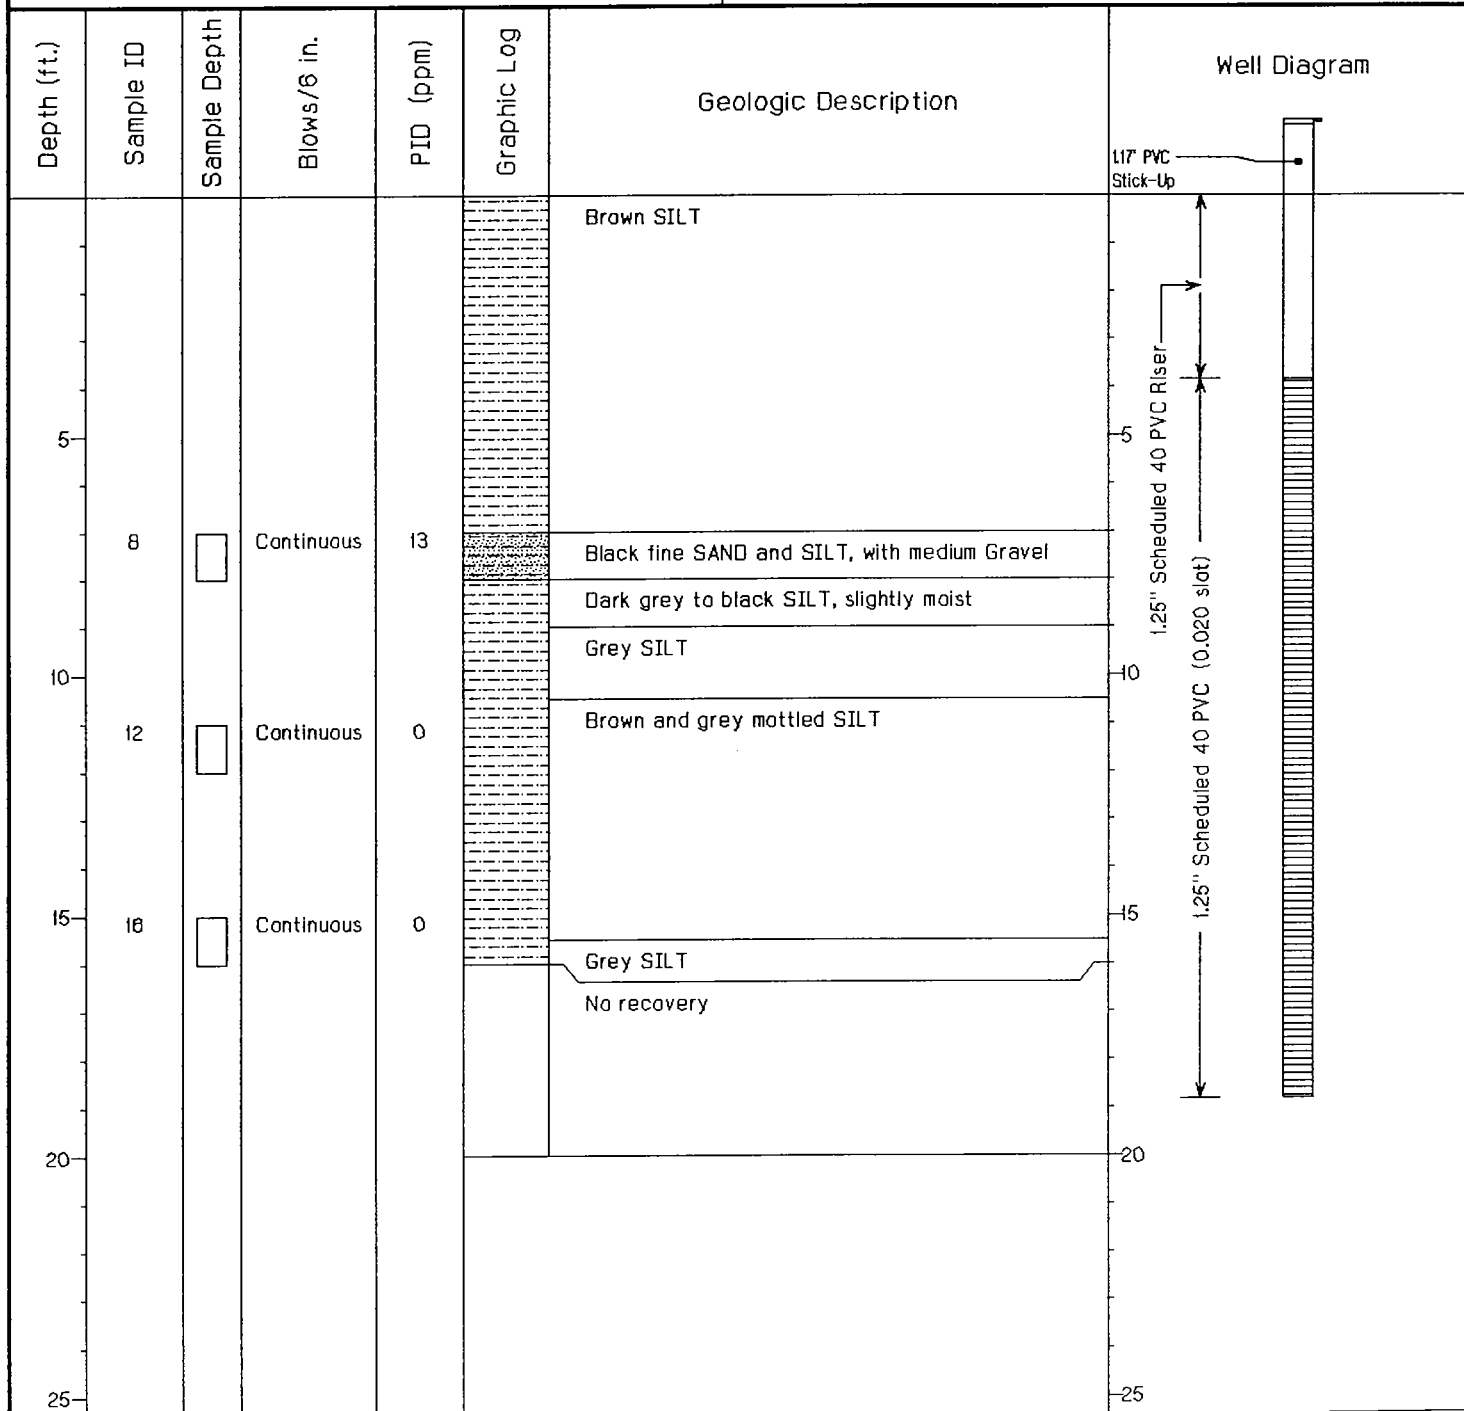 Depth (ft.)
Sample ID
Sample Depth
Blows/6 in.
PID (ppm)
Graphic Log
Geologic Description
Well Diagram
1.17' PVC
Stick-Up
Brown SILT
5
5
8
Continuous
13
Black fine SAND and SILT, with medium Gravel
Dark grey to black SILT, slightly moist
Grey SILT
10
10
Brown and grey mottled SILT
12
Continuous
0
15
15
16
Continuous
0
Grey SILT
No recovery
20
20
25
25
1.25" Scheduled 40 PVC Riser
1.25" Scheduled 40 PVC (0.020 slot)